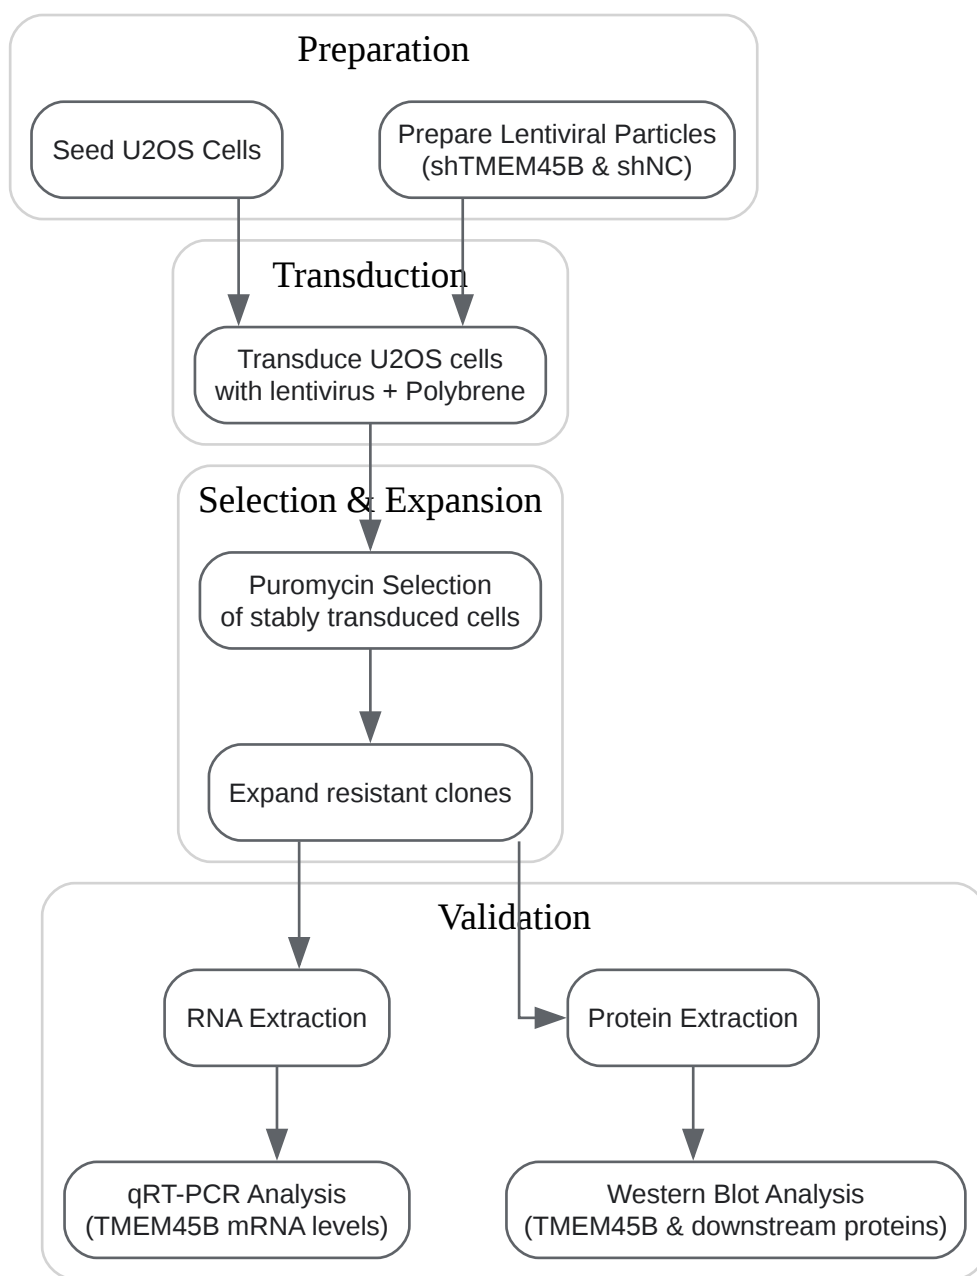 Preparation
Seed U2OS Cells
Prepare Lentiviral Particles
(shTMEM45B & shNC)
Transduction
Transduce U2OS cells
with lentivirus + Polybrene
Selection & Expansion
Puromycin Selection
of stably transduced cells
Expand resistant clones
Validation
RNA Extraction
Protein Extraction
qRT-PCR Analysis
(TMEM45B mRNA levels)
Western Blot Analysis
(TMEM45B & downstream proteins)